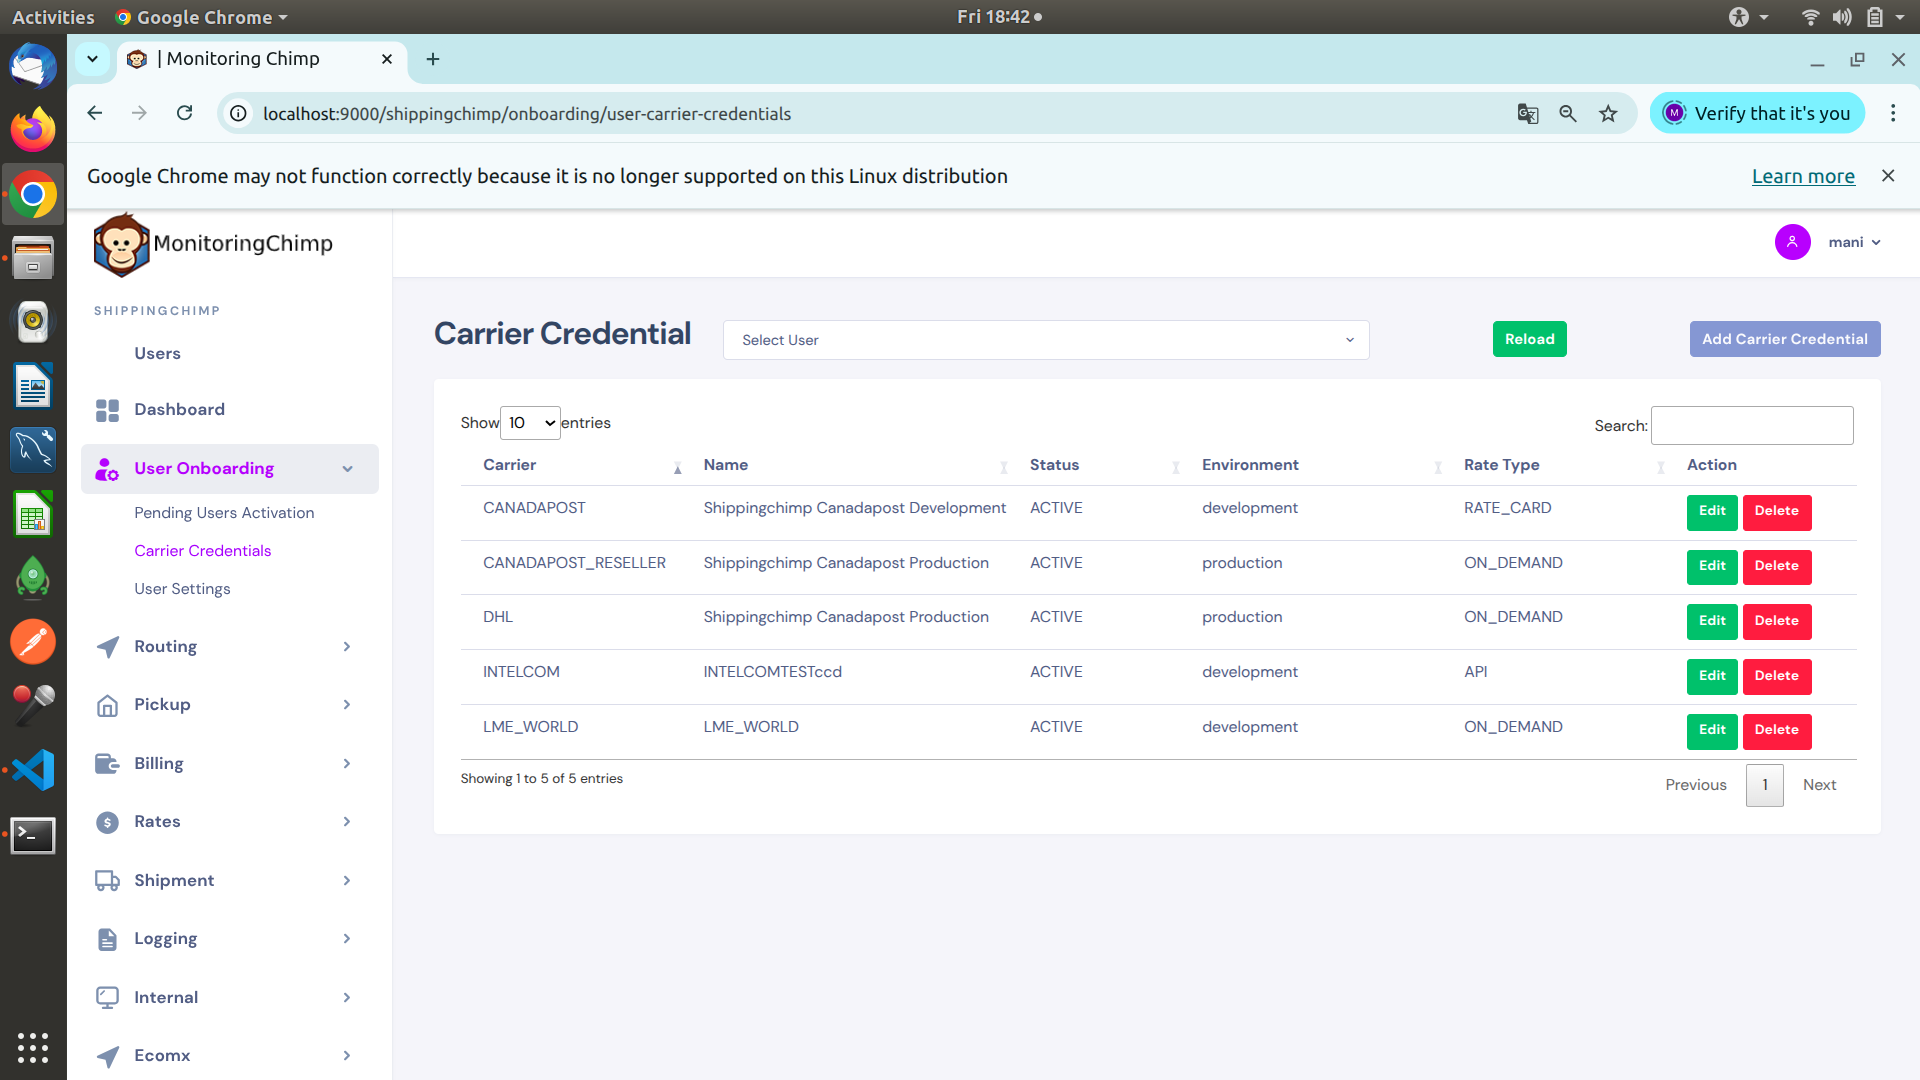 Activities Google Chrome Fri 18:42
| Monitoring Chimp
localhost:9000/shippingchimp/onboarding/user-carrier-credentials M Verify that it's you
Google Chrome may not function correctly because it is no longer supported on this Linux distribution Learn more
MonitoringChimp mani
SHIPPINGCHIMP
Users
Dashboard
User Onboarding
Pending Users Activation
Carrier Credentials
User Settings
Routing
Pickup
Billing
Rates
Shipment
Logging
Internal
Ecomx
Carrier Credential Select User Reload Add Carrier Credential
Show 10 entries Search:
Carrier Name Status Environment Rate Type Action
CANADAPOST Shippingchimp Canadapost Development ACTIVE development RATE_CARD Edit Delete
CANADAPOST_RESELLER Shippingchimp Canadapost Production ACTIVE production ON_DEMAND Edit Delete
DHL Shippingchimp Canadapost Production ACTIVE production ON_DEMAND Edit Delete
INTELCOM INTELCOMTESTccd ACTIVE development API Edit Delete
LME_WORLD LME_WORLD ACTIVE development ON_DEMAND Edit Delete
Showing 1 to 5 of 5 entries Previous 1 Next